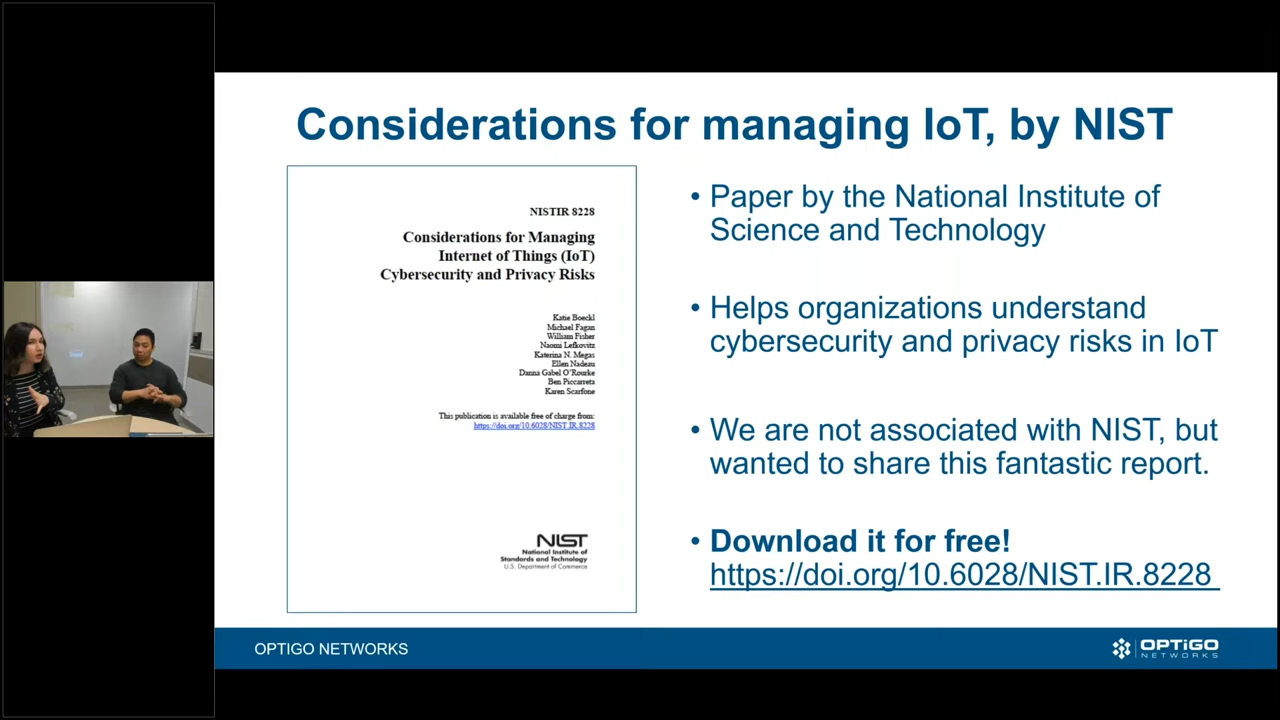 Considerations for managing IoT, by NIST
NISTIR 8228
Considerations for Managing
Internet of Things (IoT)
Cybersecurity and Privacy Risks
Katie Boeckl
Michael Fagan
William Fisher
Naomi Lefkovitz
Katerina N. Megas
Ellen Nadeau
Danna Gabel O’Rourke
Ben Piccarreta
Karen Scarfone
This publication is available free of charge from:
https://doi.org/10.6028/NIST.IR.8228
NIST
National Institute of
Standards and Technology
U.S. Department of Commerce
• Paper by the National Institute of
Science and Technology
• Helps organizations understand
cybersecurity and privacy risks in IoT
• We are not associated with NIST, but
wanted to share this fantastic report.
• Download it for free!
https://doi.org/10.6028/NIST.IR.8228
OPTIGO NETWORKS
OPTiGO
NETWORKS